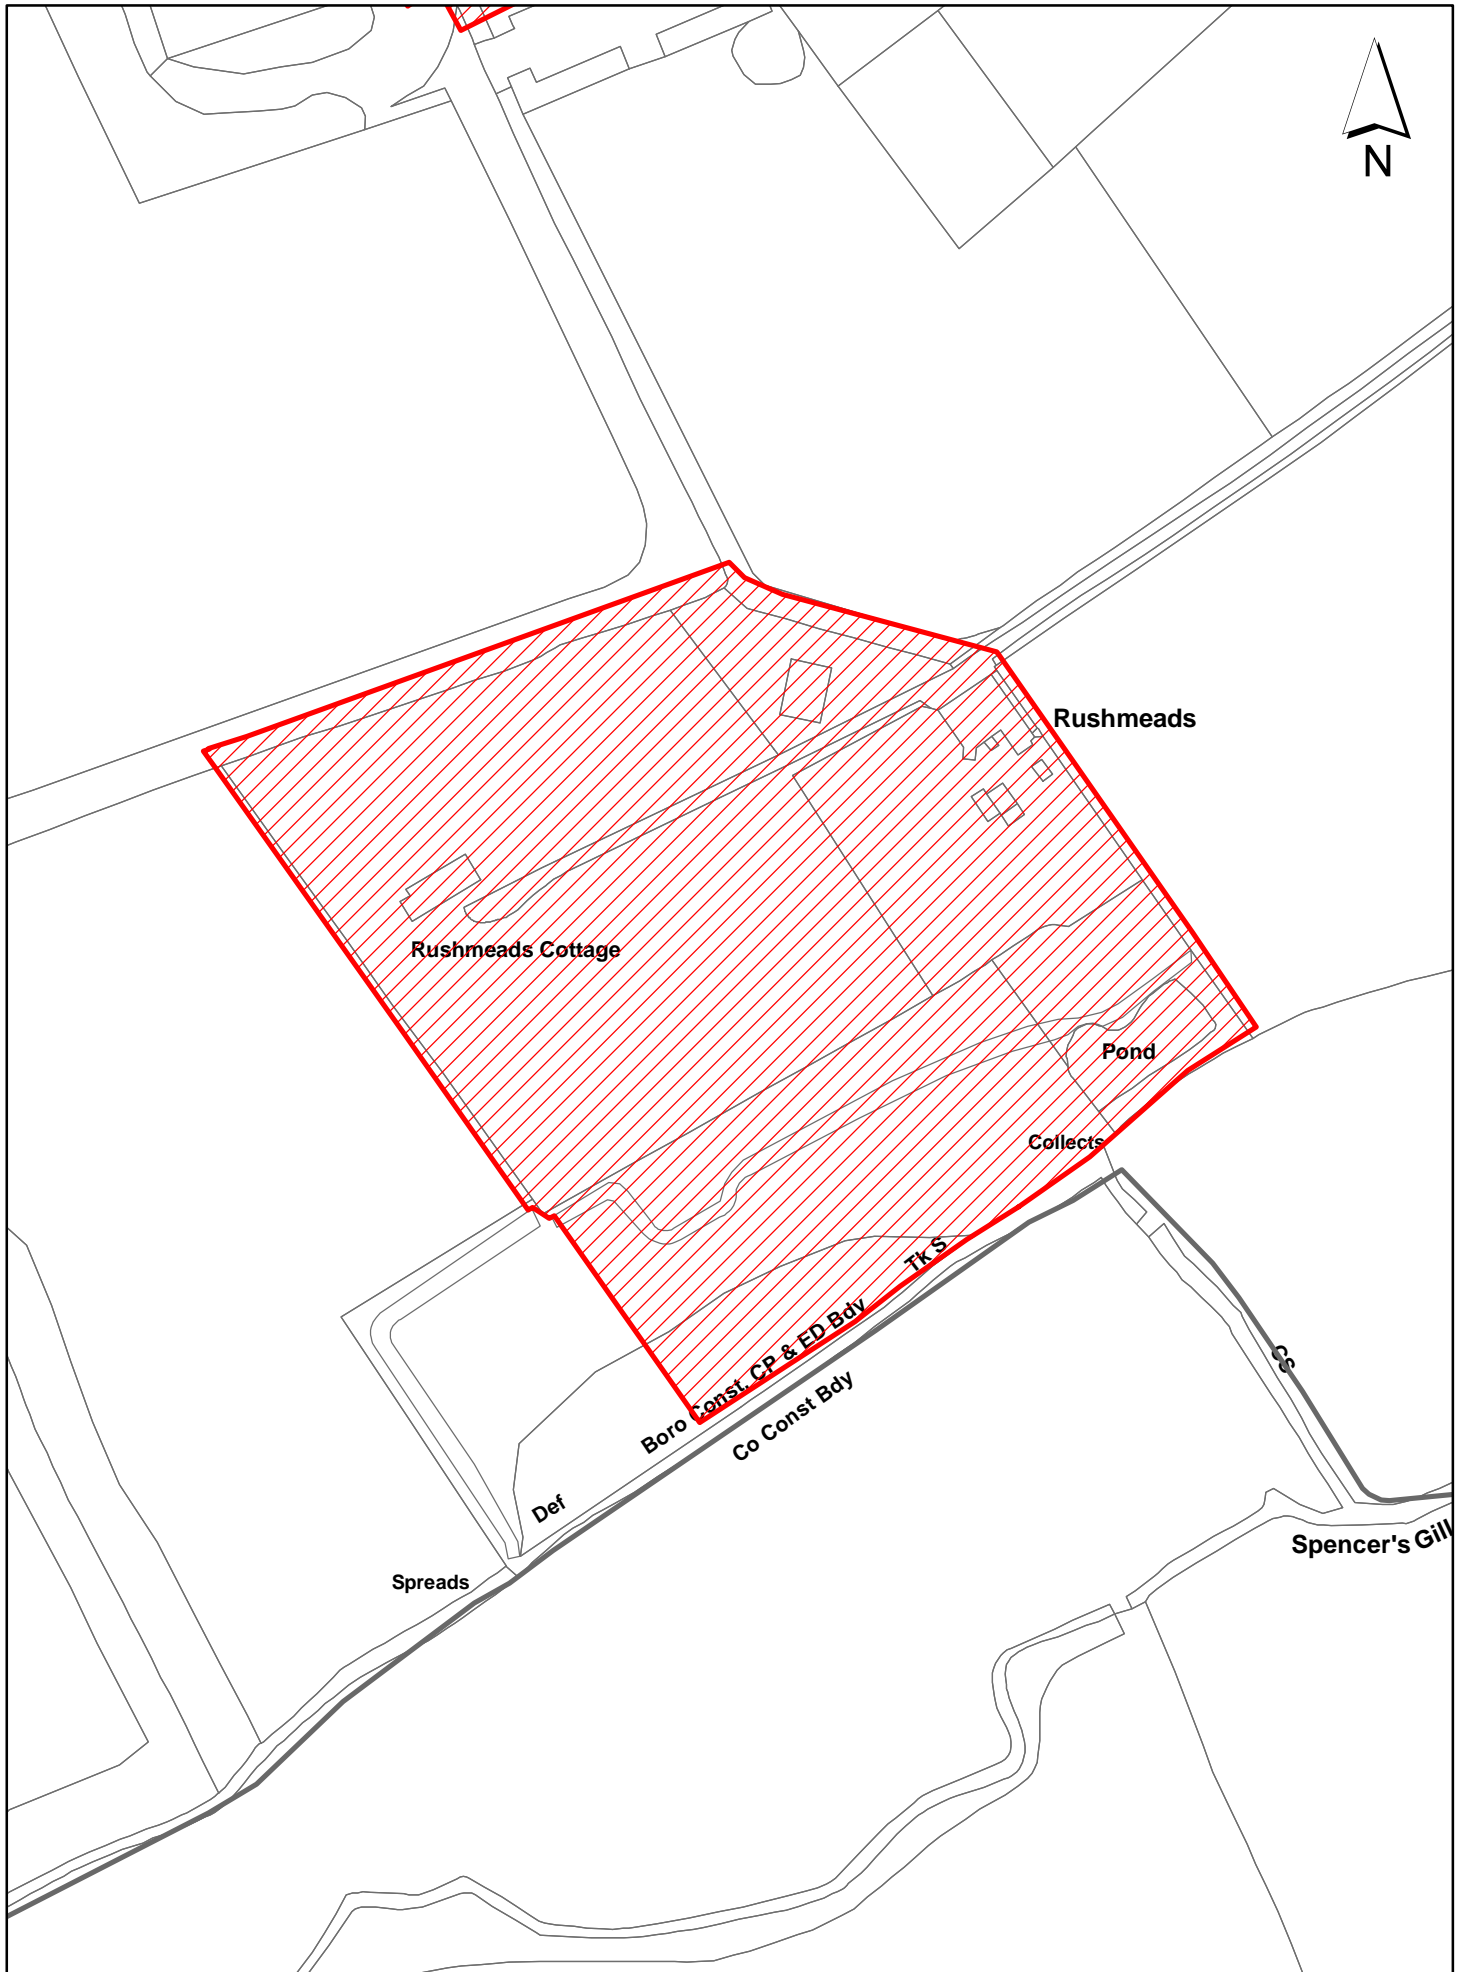 N
Rushmeads
Rushmeads Cottage
Pond
Collects
Tk S
Boro Const, CP & ED Bdy
Co Const Bdy
CS
Def
Spencer's Gill
Spreads